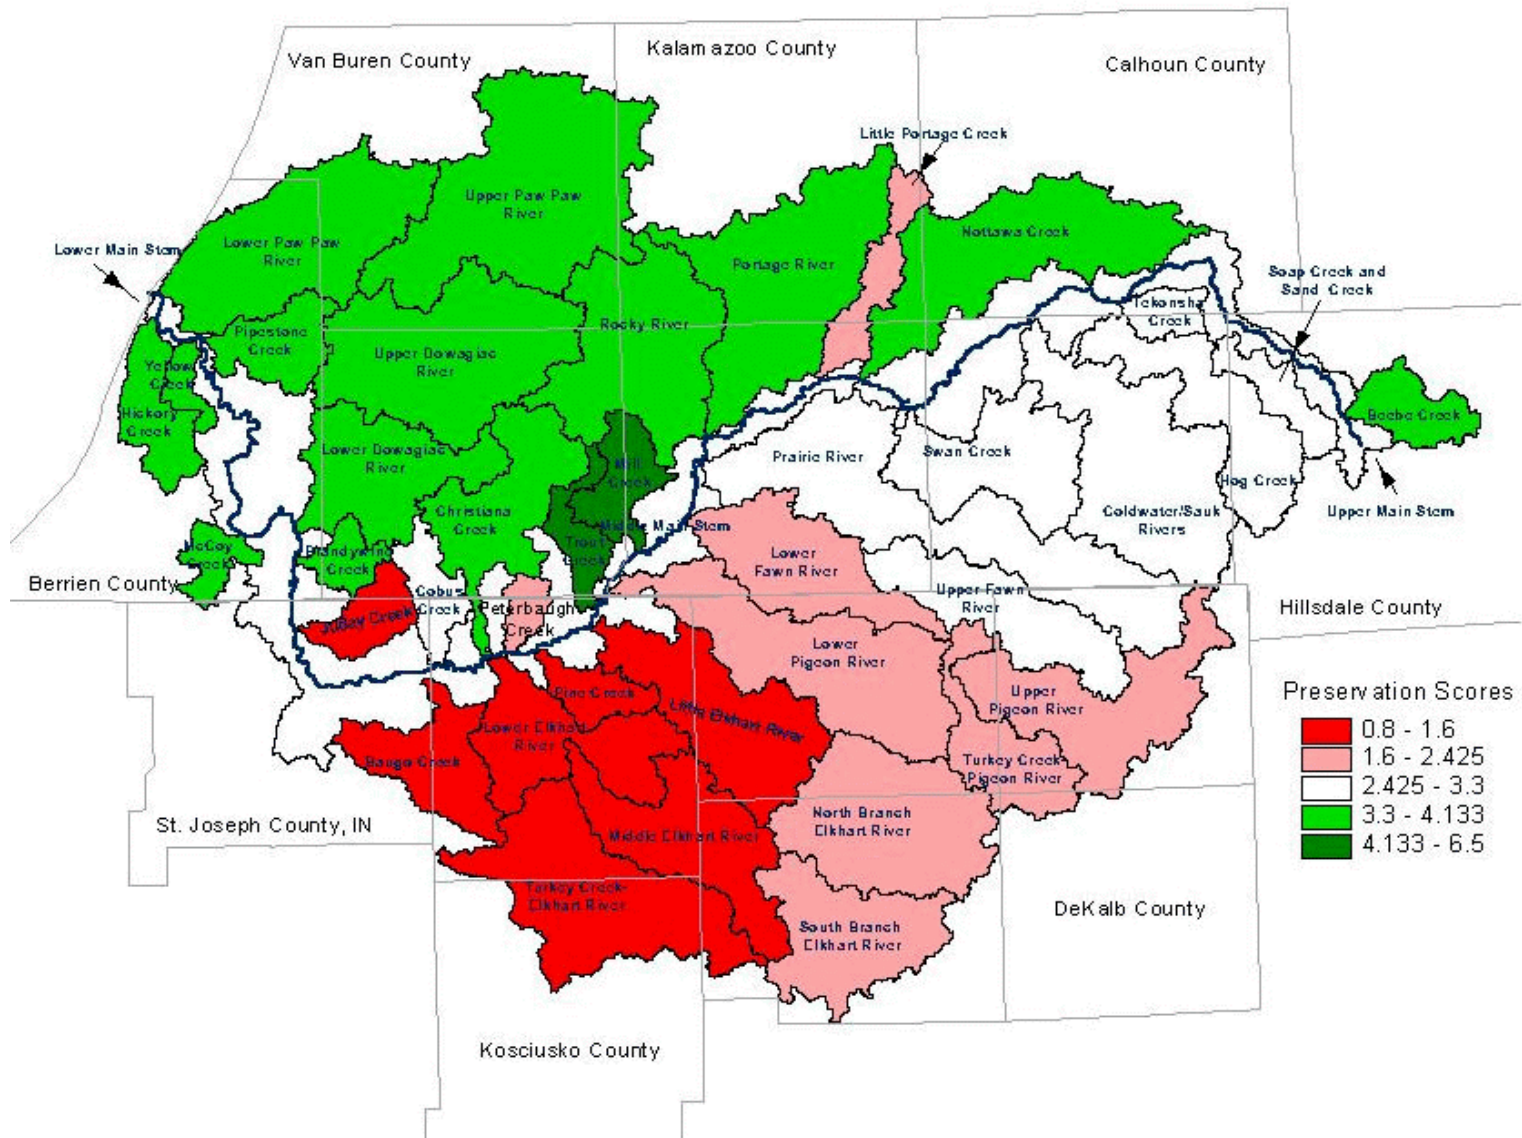 Van Buren County
Kalamazoo County
Calhoun County
Little Portage Creek
Upper Paw Paw
River
Nottawa Creek
Lower Main Stem
Lower Paw Paw
River
Portage River
Soap Creek and
Sand Creek
Tekonsha
Creek
Pipestone
Creek
Rocky River
Upper Dowagiac
River
Yellow
Creek
Hickory
Creek
Beebe Creek
Lower Dowagiac
River
Mill
Creek
Prairie River
Swan Creek
Hog Creek
Christiana
Creek
Coldwater/Sauk
Rivers
Upper Main Stem
Middle Main Stem
Trout
Creek
McCoy
Creek
Brandywine
Creek
Lower
Fawn River
Berrien County
Cobus
Creek
Peterbaugh
Creek
Upper Fawn
River
Hillsdale County
Juday Creek
Lower
Pigeon River
Preservation Scores
0.8 - 1.6
1.6 - 2.425
2.425 - 3.3
3.3 - 4.133
4.133 - 6.5
Pine Creek
Little Elkhart River
Upper
Pigeon River
Lower Elkhart
River
Baugo Creek
Turkey Creek-
Pigeon River
St. Joseph County, IN
Middle Elkhart River
North Branch
Elkhart River
Turkey Creek-
Elkhart River
South Branch
Elkhart River
DeKalb County
Kosciusko County